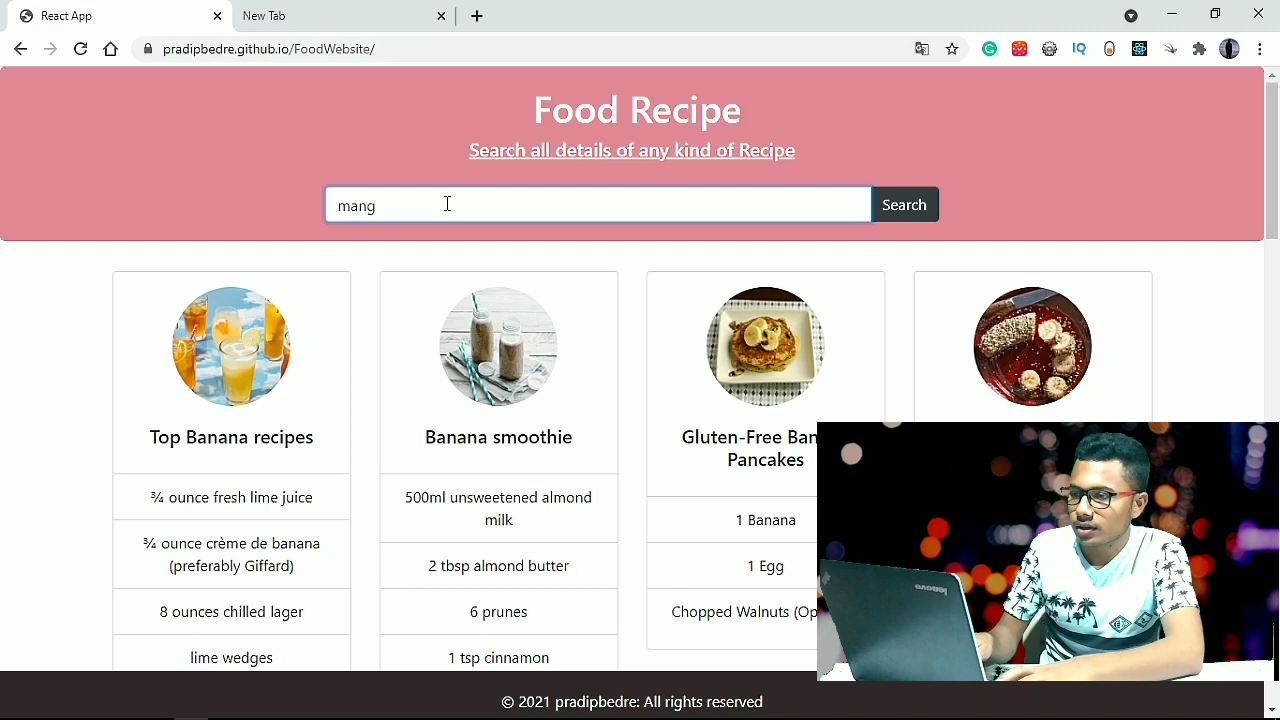 React App
New Tab
pradipbedre.github.io/FoodWebsite/
IQ
Food Recipe
Search all details of any kind of Recipe
mang
Search
Top Banana recipes
¾ ounce fresh lime juice
¾ ounce crème de banana
(preferably Giffard)
8 ounces chilled lager
lime wedges
Banana smoothie
500ml unsweetened almond
milk
2 tbsp almond butter
6 prunes
1 tsp cinnamon
Gluten-Free Ban
Pancakes
1 Banana
1 Egg
Chopped Walnuts (Op
lenovo
© 2021 pradipbedre: All rights reserved